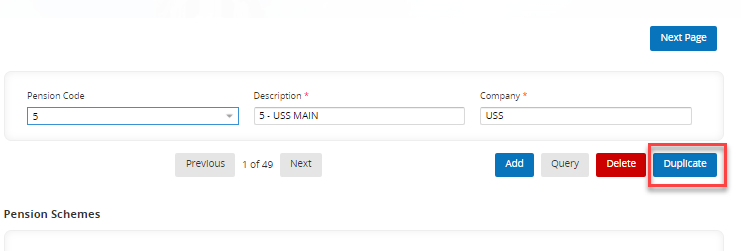 Next Page
Pension Code Description * Company *
5 5 - USS MAIN USS
Previous 1 of 49 Next Add Query Delete Duplicate
Pension Schemes